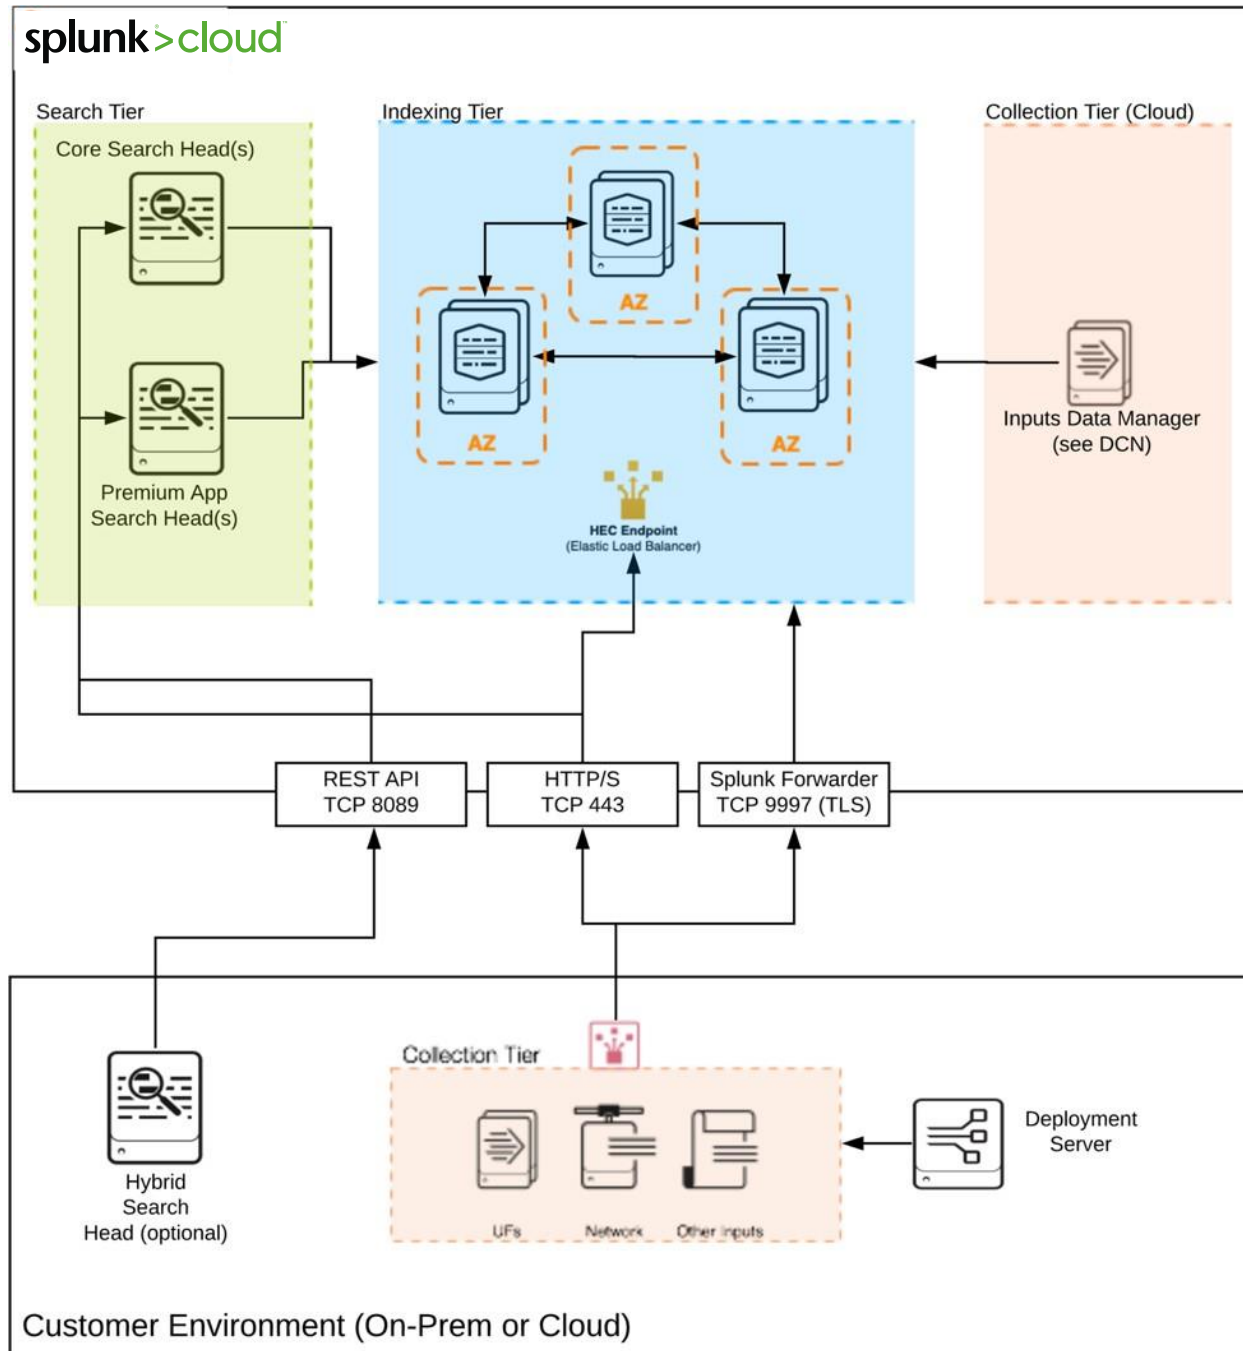 splunk>cloud
Search Tier
Indexing Tier
Collection Tier (Cloud)
Core Search Head(s)
Premium App
Search Head(s)
AZ
AZ
AZ
HEC Endpoint
(Elastic Load Balancer)
Inputs Data Manager
(see DCN)
REST API
TCP 8089
HTTP/S
TCP 443
Splunk Forwarder
TCP 9997 (TLS)
Collection Tier
UFs
Network
Other Inputs
Deployment
Server
Hybrid
Search
Head (optional)
Customer Environment (On-Prem or Cloud)